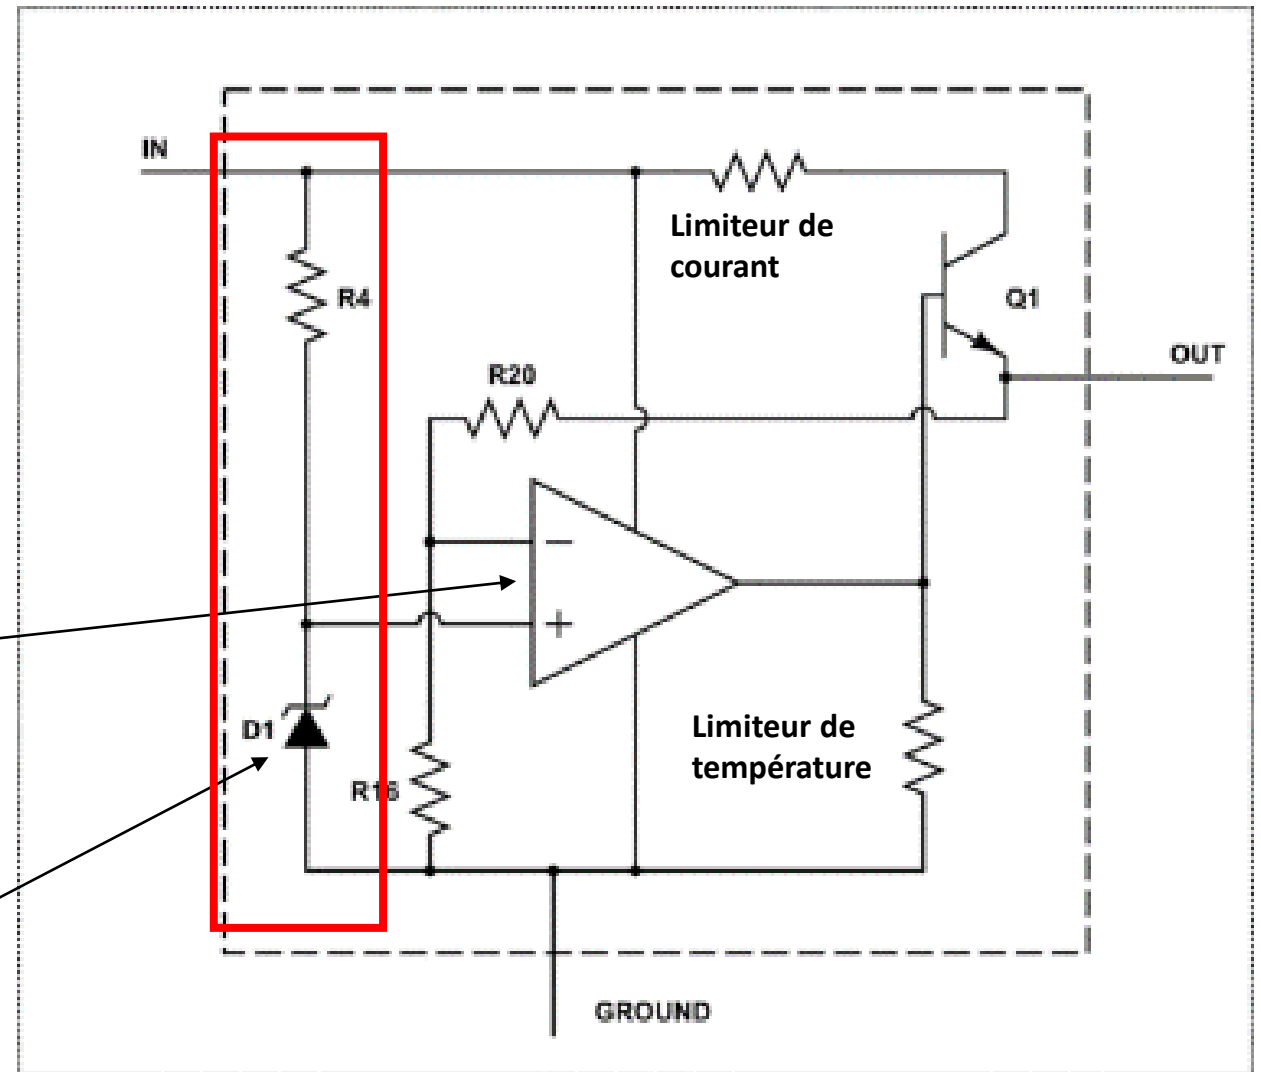 IN
Limiteur de
courant
R4
Q1
OUT
R20
−
+
D1
Limiteur de
température
R16
GROUND